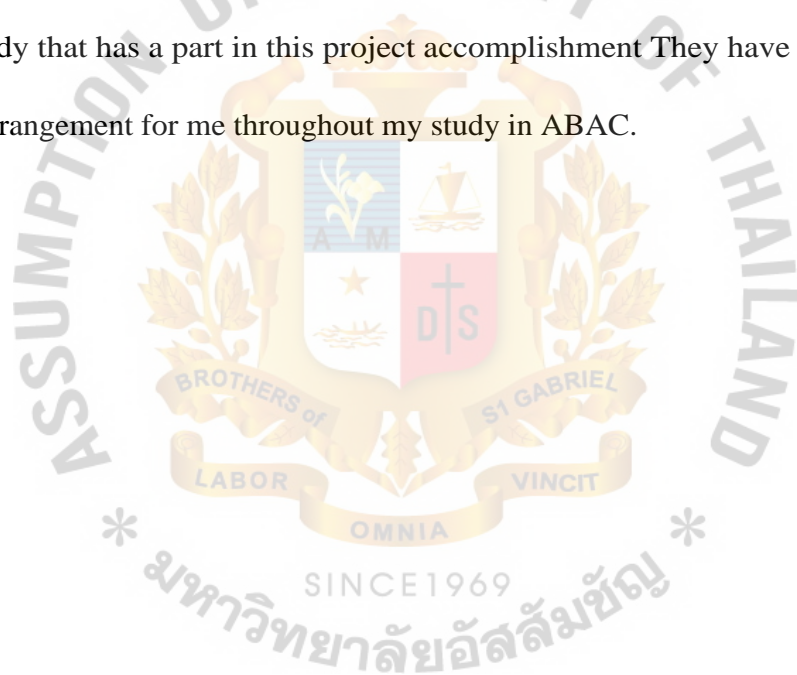 dy that has a part in this project accomplishment They have
rangement for me throughout my study in ABAC.
ASSUMPTION UNIVERSITY OF THAILAND
A M
D S
BROTHERS of ST GABRIEL
LABOR VINCIT
OMNIA
SINCE1969
มหาวิทยาลัยอัสสัมชัญ